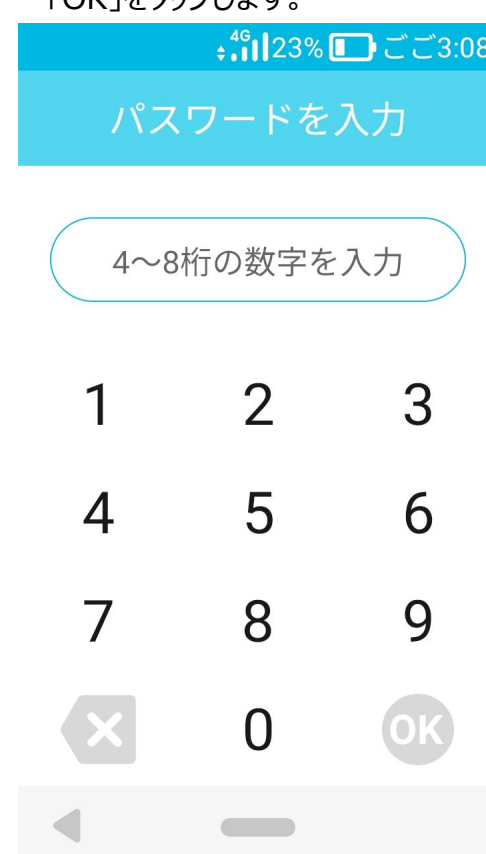 「OK」をタップします。
4G 23% ごご3:08
パスワードを入力
4～8桁の数字を入力
1 2 3
4 5 6
7 8 9
0 OK